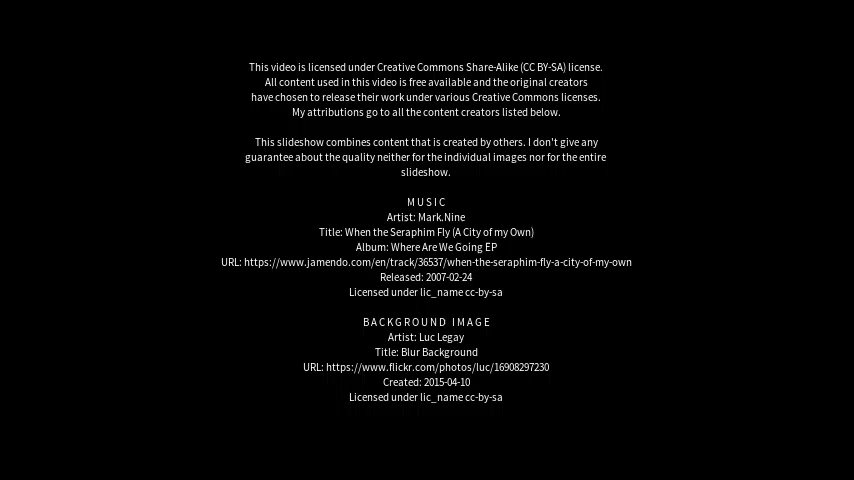 This video is licensed under Creative Commons Share-Alike (CC BY-SA) license.
All content used in this video is free available and the original creators
have chosen to release their work under various Creative Commons licenses.
My attributions go to all the content creators listed below.
This slideshow combines content that is created by others. I don't give any
guarantee about the quality neither for the individual images nor for the entire
slideshow.
MUSIC
Artist: Mark.Nine
Title: When the Seraphim Fly (A City of my Own)
Album: Where Are We Going EP
URL: https://www.jamendo.com/en/track/36537/when-the-seraphim-fly-a-city-of-my-own
Released: 2007-02-24
Licensed under lic_name cc-by-sa
BACKGROUND IMAGE
Artist: Luc Legay
Title: Blur Background
URL: https://www.flickr.com/photos/luc/16908297230
Created: 2015-04-10
Licensed under lic_name cc-by-sa